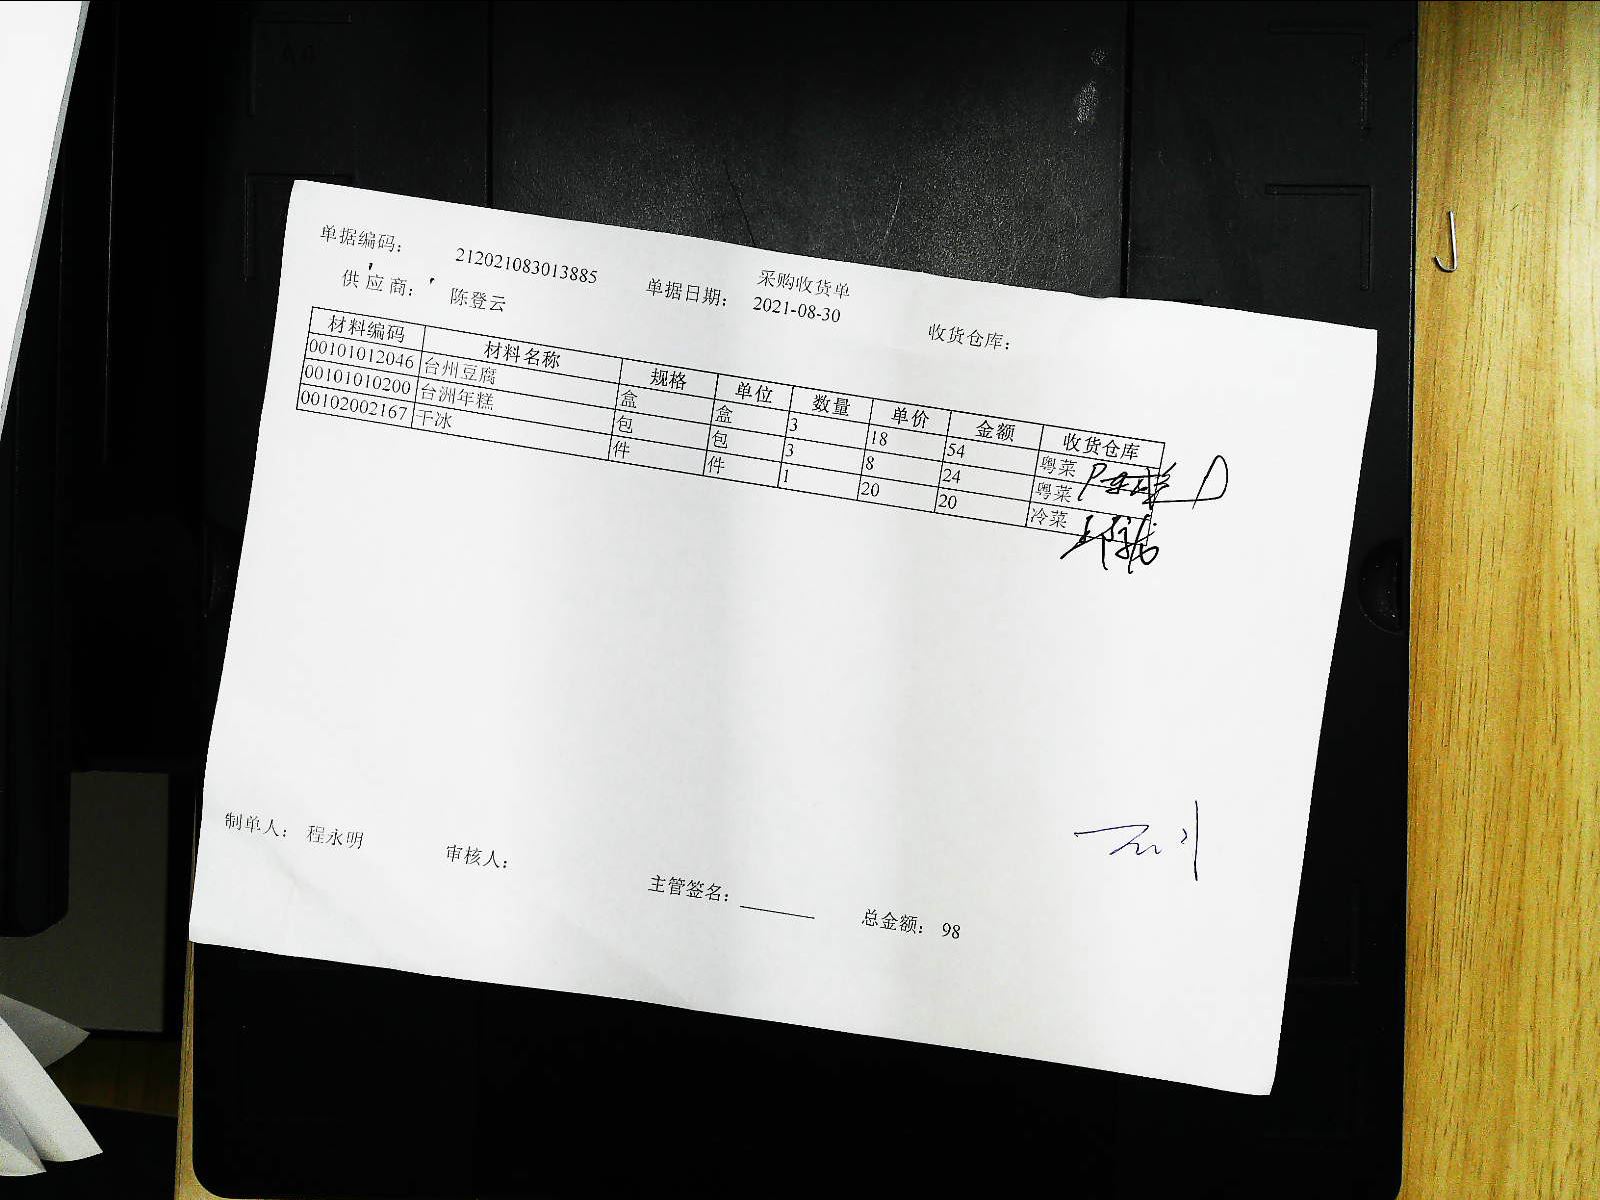 采购收货单
单据编码： 212021083013885 单据日期： 2021-08-30 收货仓库：
供应商： 陈登云
材料编码 材料名称 规格 单位 数量 单价 金额 收货仓库
00101012046 台州豆腐 盒 盒 3 18 54 粤菜
00101010200 台洲年糕 包 包 3 8 24 粤菜
00102002167 干冰 件 件 1 20 20 冷菜
制单人： 程永明 审核人： 主管签名： 总金额： 98